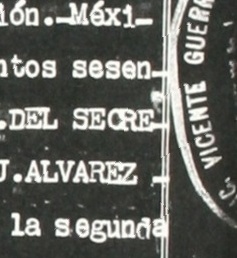 ión.-Méxi-
ntos sesen-
.DEL SECRE-
J.ALVAREZ -
la segunda
C. VICENTE GUERR